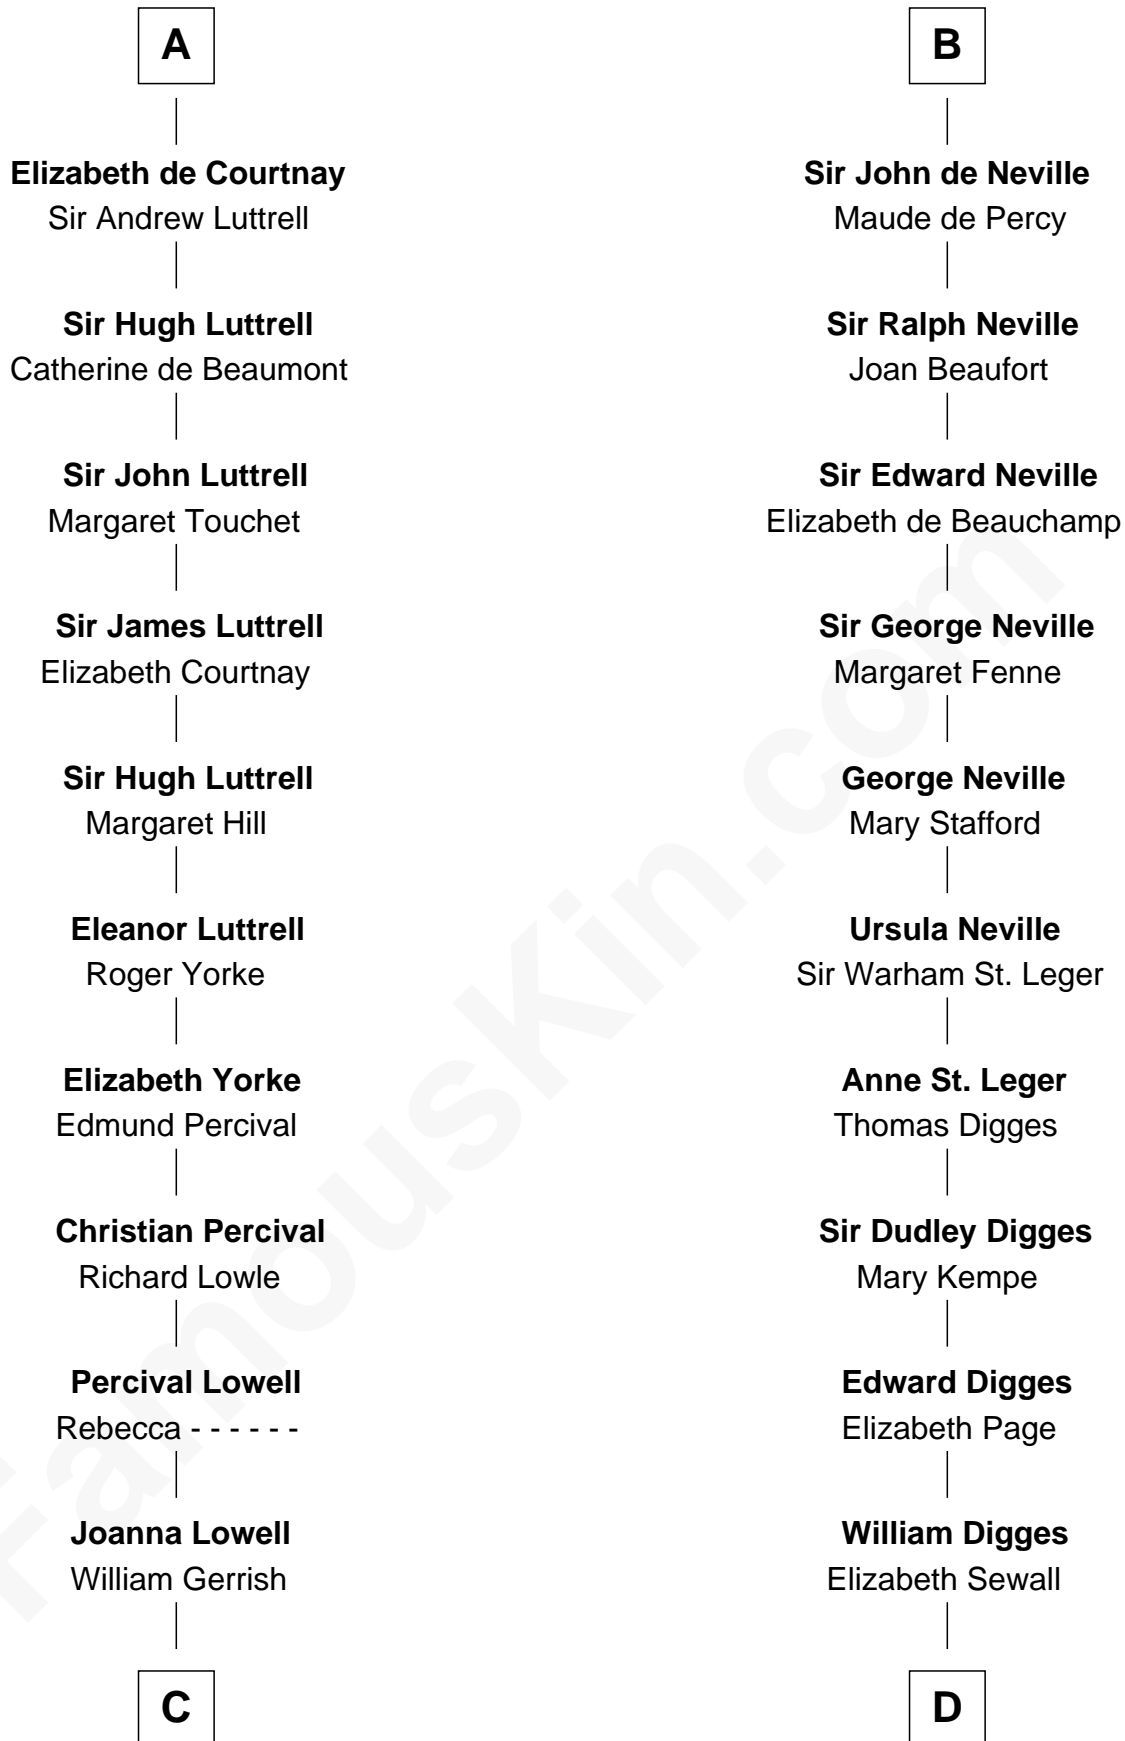 A
Elizabeth de Courtnay
Sir Andrew Luttrell
Sir Hugh Luttrell
Catherine de Beaumont
Sir John Luttrell
Margaret Touchet
Sir James Luttrell
Elizabeth Courtnay
Sir Hugh Luttrell
Margaret Hill
Eleanor Luttrell
Roger Yorke
Elizabeth Yorke
Edmund Percival
Christian Percival
Richard Lowle
Percival Lowell
Rebecca - - - - - -
Joanna Lowell
William Gerrish
C
B
Sir John de Neville
Maude de Percy
Sir Ralph Neville
Joan Beaufort
Sir Edward Neville
Elizabeth de Beauchamp
Sir George Neville
Margaret Fenne
George Neville
Mary Stafford
Ursula Neville
Sir Warham St. Leger
Anne St. Leger
Thomas Digges
Sir Dudley Digges
Mary Kempe
Edward Digges
Elizabeth Page
William Digges
Elizabeth Sewall
D
FamousKin.com